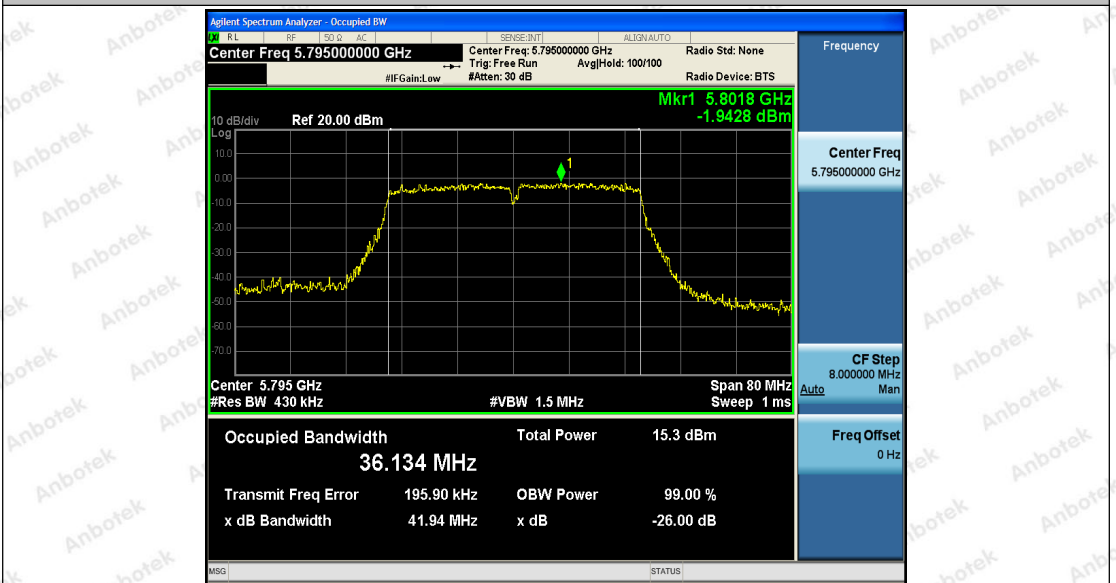 Agilent Spectrum Analyzer - Occupied BW
LXI RL RF 50 Ω AC SENSE:INT ALIGNAUTO
Center Freq 5.795000000 GHz
Center Freq: 5.795000000 GHz
Radio Std: None
Trig: Free Run Avg|Hold: 100/100
#IFGain:Low #Atten: 30 dB Radio Device: BTS
Mkr1 5.8018 GHz
-1.9428 dBm
10 dB/div Ref 20.00 dBm
Log
10.0
0.00
-10.0
-20.0
-30.0
-40.0
-50.0
-60.0
-70.0
1
Center 5.795 GHz Span 80 MHz
#Res BW 430 kHz #VBW 1.5 MHz Sweep 1 ms
Occupied Bandwidth Total Power 15.3 dBm
36.134 MHz
Transmit Freq Error 195.90 kHz OBW Power 99.00 %
x dB Bandwidth 41.94 MHz x dB -26.00 dB
MSG STATUS
Frequency
Center Freq
5.795000000 GHz
CF Step
8.000000 MHz
Auto Man
Freq Offset
0 Hz
Anbotek